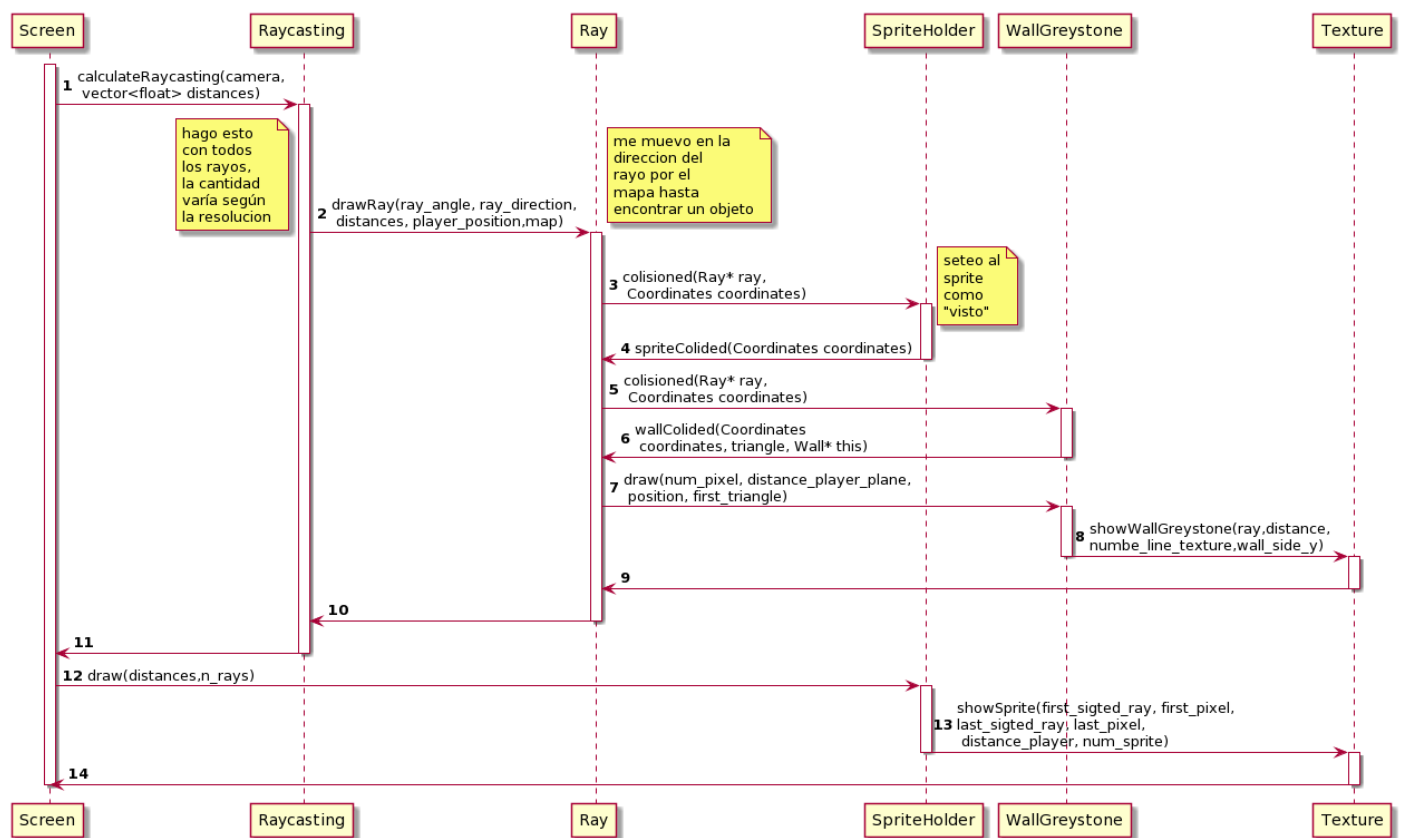 Screen
Raycasting
Ray
SpriteHolder
WallGreystone
Texture
1 calculateRaycasting(camera,
vector<float> distances)
hago esto
con todos
los rayos,
la cantidad
varía según
la resolucion
me muevo en la
direccion del
rayo por el
mapa hasta
encontrar un objeto
2 drawRay(ray_angle, ray_direction,
distances, player_position,map)
seteo al
sprite
como
"visto"
3 colisioned(Ray* ray,
Coordinates coordinates)
4 spriteColided(Coordinates coordinates)
5 colisioned(Ray* ray,
Coordinates coordinates)
6 wallColided(Coordinates
coordinates, triangle, Wall* this)
7 draw(num_pixel, distance_player_plane,
position, first_triangle)
8 showWallGreystone(ray,distance,
numbe_line_texture,wall_side_y)
9
10
11
12 draw(distances,n_rays)
13 showSprite(first_sigted_ray, first_pixel,
last_sigted_ray, last_pixel,
distance_player, num_sprite)
14
Screen
Raycasting
Ray
SpriteHolder
WallGreystone
Texture